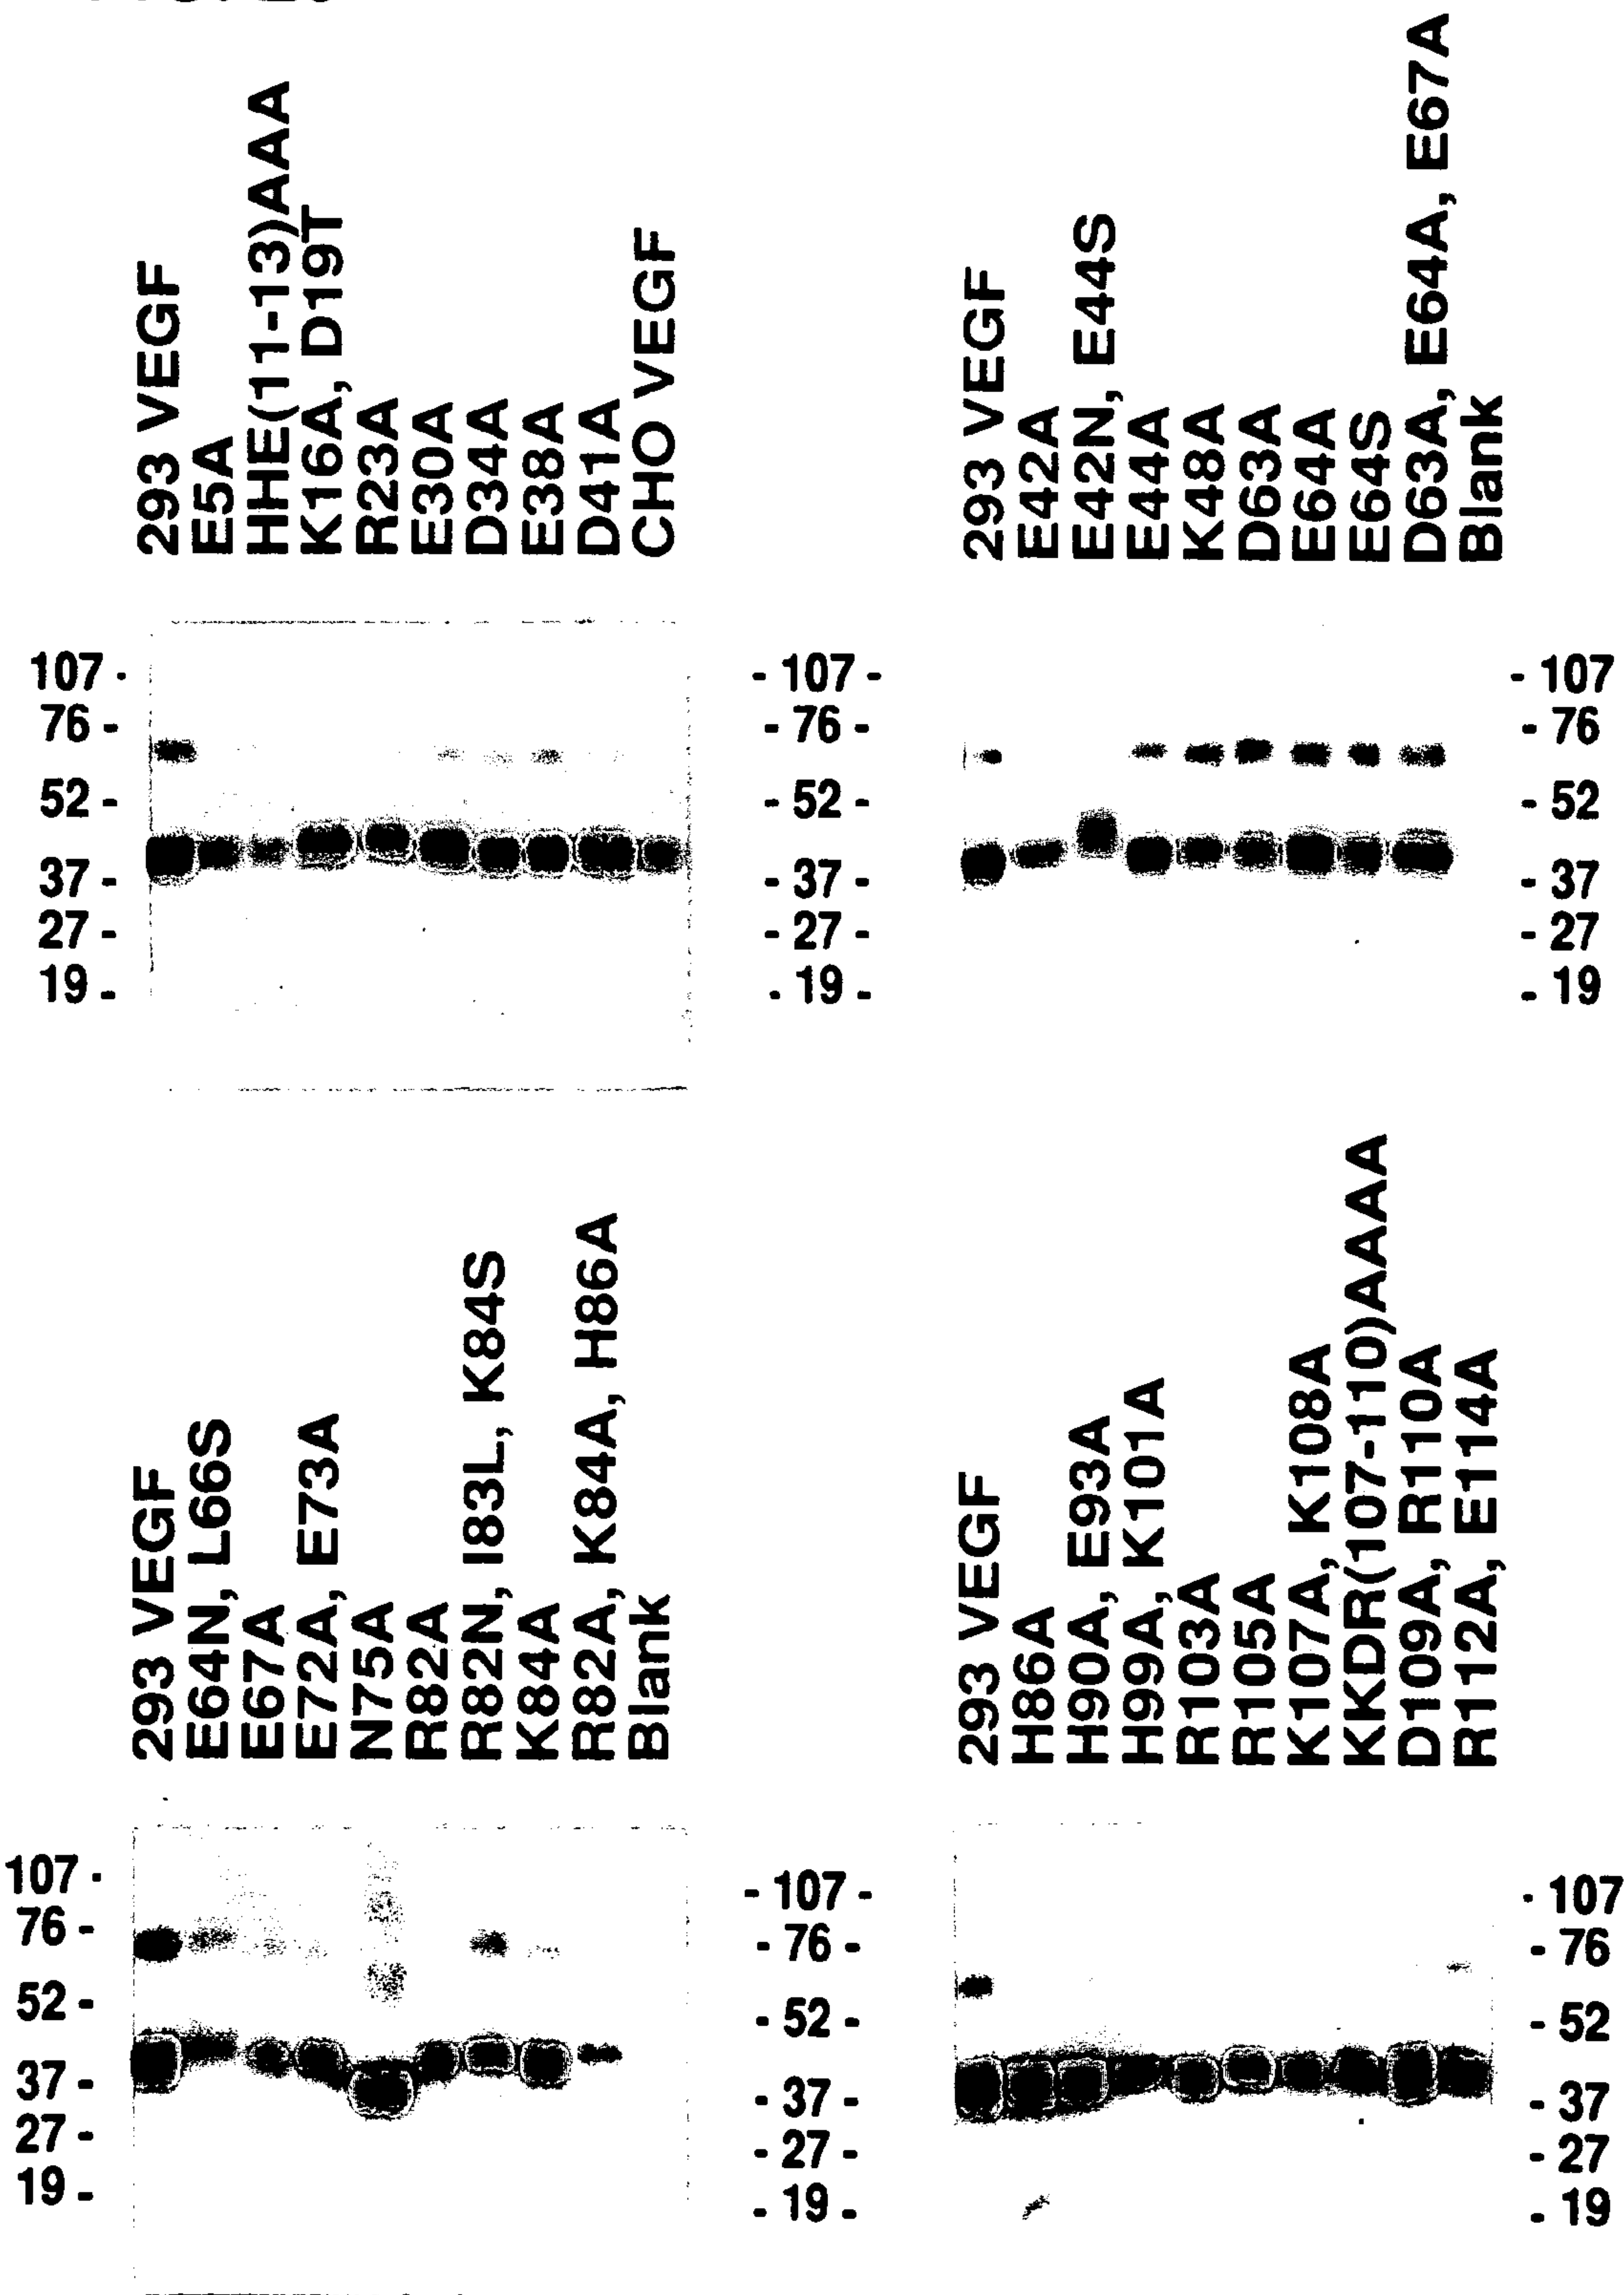 293 VEGF
E5A
HHE(11-13)AAA
K16A, D19T
R23A
E30A
D34A
E38A
D41A
CHO VEGF
293 VEGF
E42A
E42N, E44S
E44A
K48A
D63A
E64A
E64S
D63A, E64A, E67A
Blank
107 -
76 -
52 -
37 -
27 -
19 -
- 107 -
- 76 -
- 52 -
- 37 -
- 27 -
- 19 -
- 107
- 76
- 52
- 37
- 27
- 19
293 VEGF
E64N, L66S
E67A
E72A, E73A
N75A
R82A
R82N, I83L, K84S
K84A
R82A, K84A, H86A
Blank
293 VEGF
H86A
H90A, E93A
H99A, K101A
R103A
R105A
K107A, K108A
KKDR(107-110)AAAA
D109A, R110A
R112A, E114A
107 -
76 -
52 -
37 -
27 -
19 -
- 107 -
- 76 -
- 52 -
- 37 -
- 27 -
- 19 -
- 107
- 76
- 52
- 37
- 27
- 19